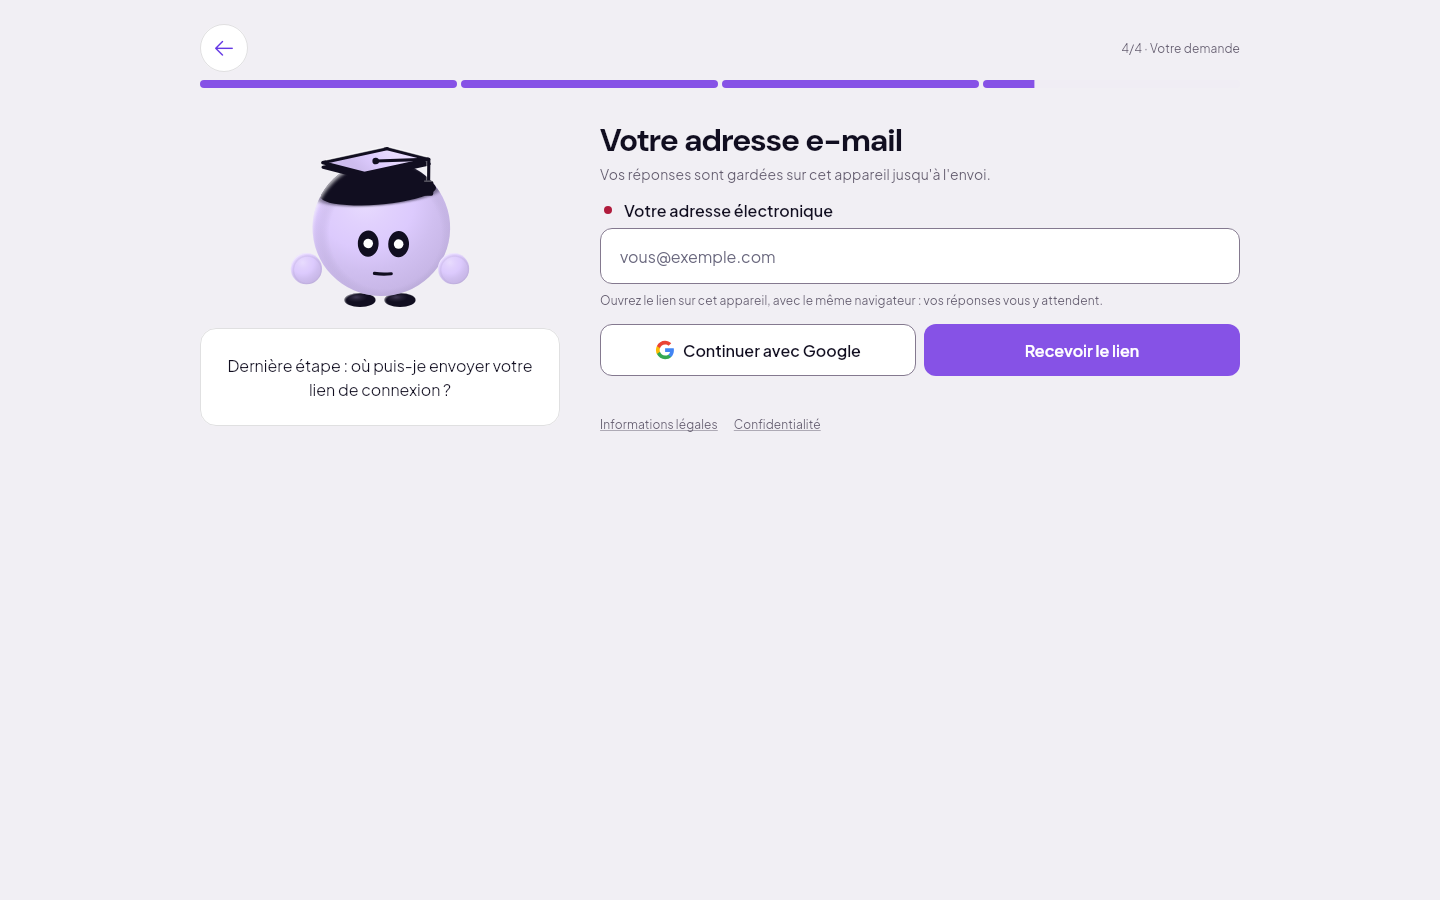 4/4 · Votre demande
Votre adresse e-mail
Vos réponses sont gardées sur cet appareil jusqu'à l'envoi.
Votre adresse électronique
vous@exemple.com
Ouvrez le lien sur cet appareil, avec le même navigateur : vos réponses vous y attendent.
Continuer avec Google
Recevoir le lien
Dernière étape : où puis-je envoyer votre
lien de connexion ?
Informations légales
Confidentialité